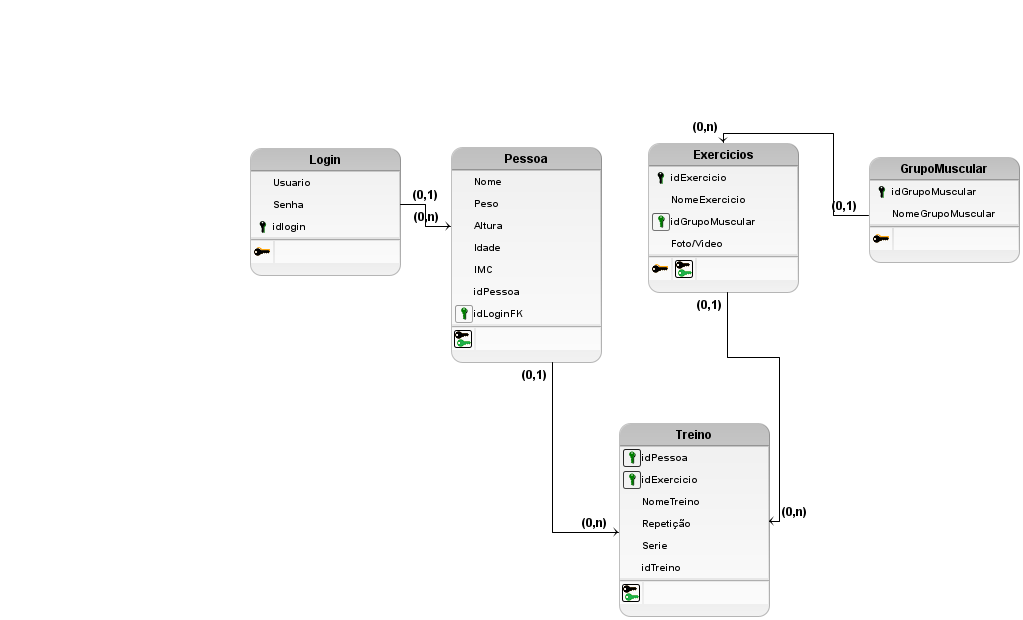 Login
Usuario
Senha
idlogin
(0,1)
(0,n)
Pessoa
Nome
Peso
Altura
Idade
IMC
idPessoa
idLoginFK
(0,n)
Exercicios
idExercicio
NomeExercicio
idGrupoMuscular
Foto/Video
(0,1)
GrupoMuscular
idGrupoMuscular
NomeGrupoMuscular
(0,1)
(0,1)
(0,n)
Treino
idPessoa
idExercicio
NomeTreino
Repetição
Serie
idTreino
(0,n)